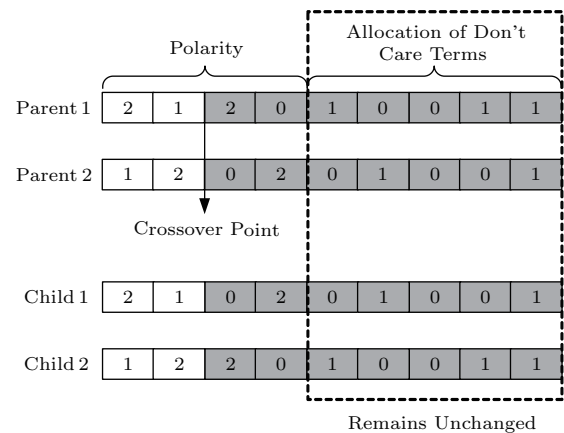 Polarity
Allocation of Don't
Care Terms
Parent 1 2 1 2 0 1 0 0 1 1
Parent 2 1 2 0 2 0 1 0 0 1
Crossover Point
Child 1 2 1 0 2 0 1 0 0 1
Child 2 1 2 2 0 1 0 0 1 1
Remains Unchanged